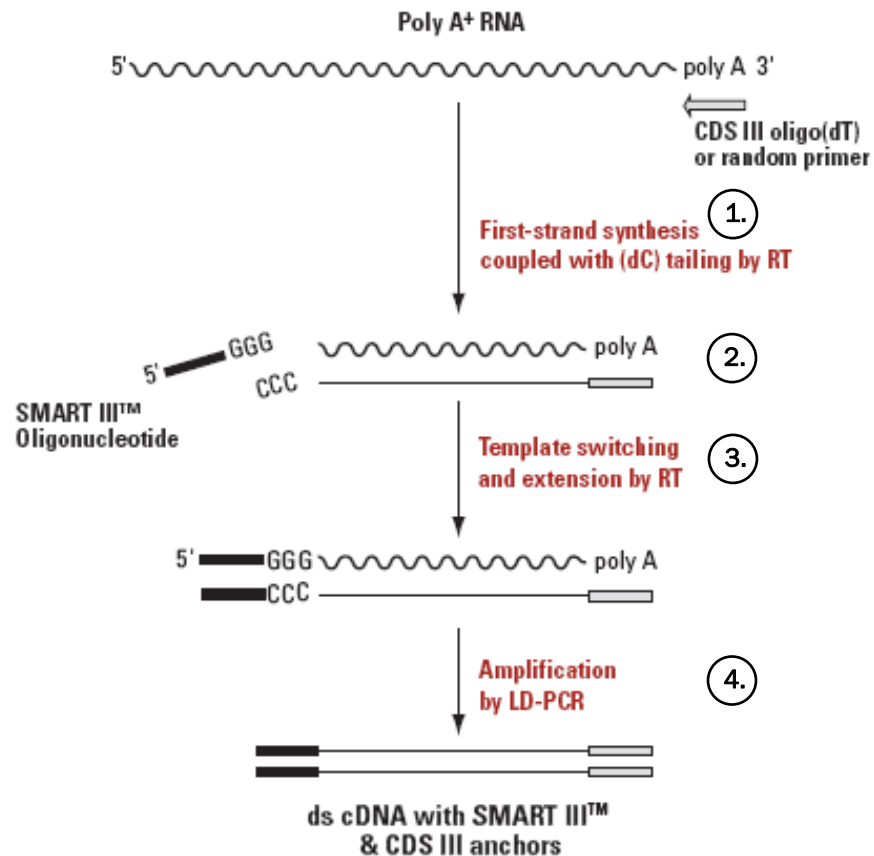 Poly A+ RNA
5' poly A 3'
CDS III oligo(dT)
or random primer
1.
First-strand synthesis
coupled with (dC) tailing by RT
5' GGG
poly A
2.
CCC
SMART III™
Oligonucleotide
Template switching
and extension by RT
3.
5' GGG poly A
CCC
Amplification
by LD-PCR
4.
ds cDNA with SMART III™
& CDS III anchors